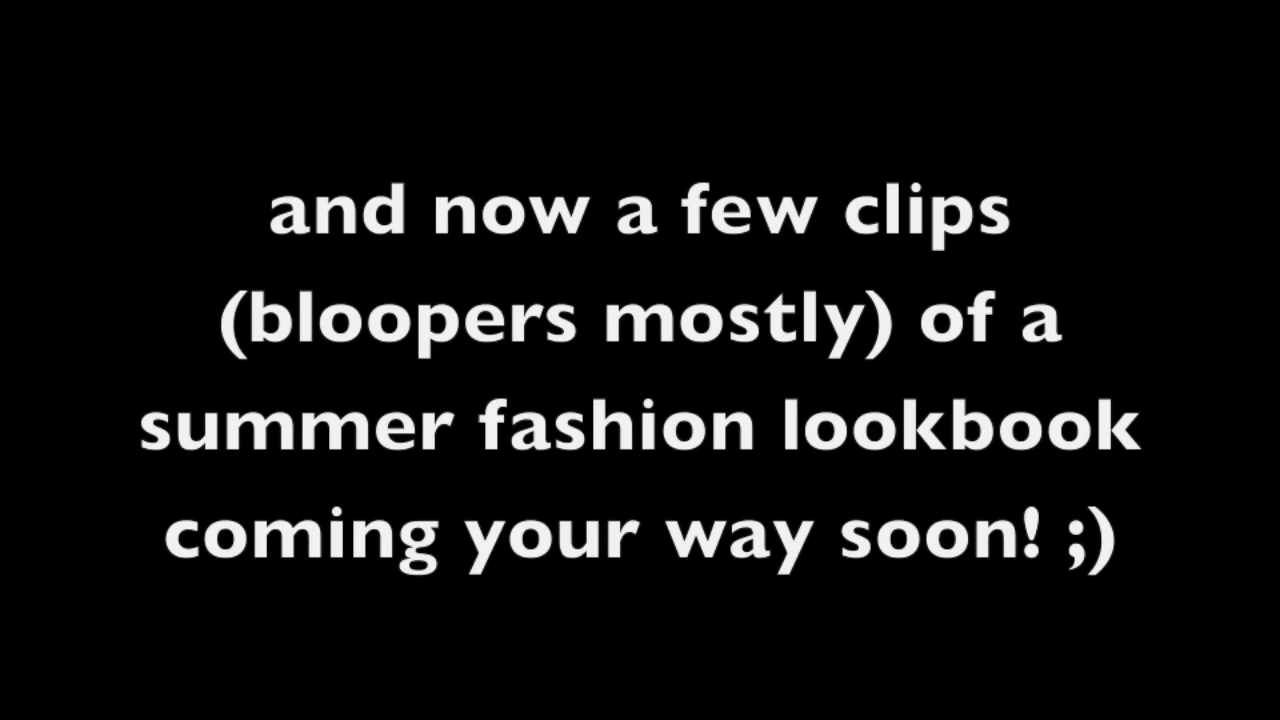 and now a few clips
(bloopers mostly) of a
summer fashion lookbook
coming your way soon! ;)